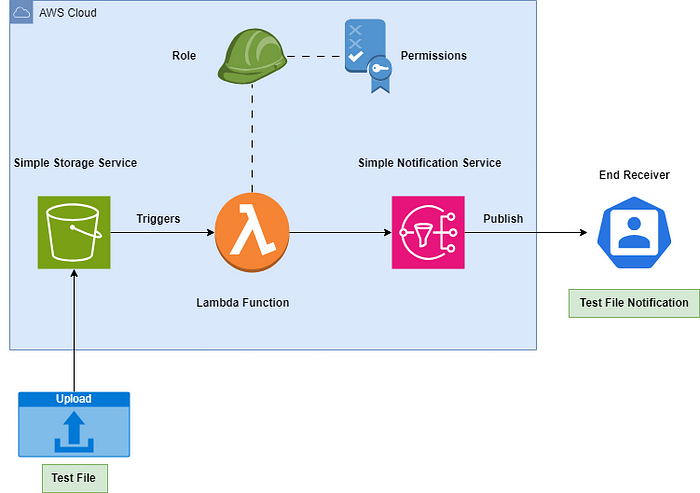 AWS Cloud
Role
Permissions
Simple Storage Service
Simple Notification Service
End Receiver
Triggers
Publish
Lambda Function
Test File Notification
Upload
Test File